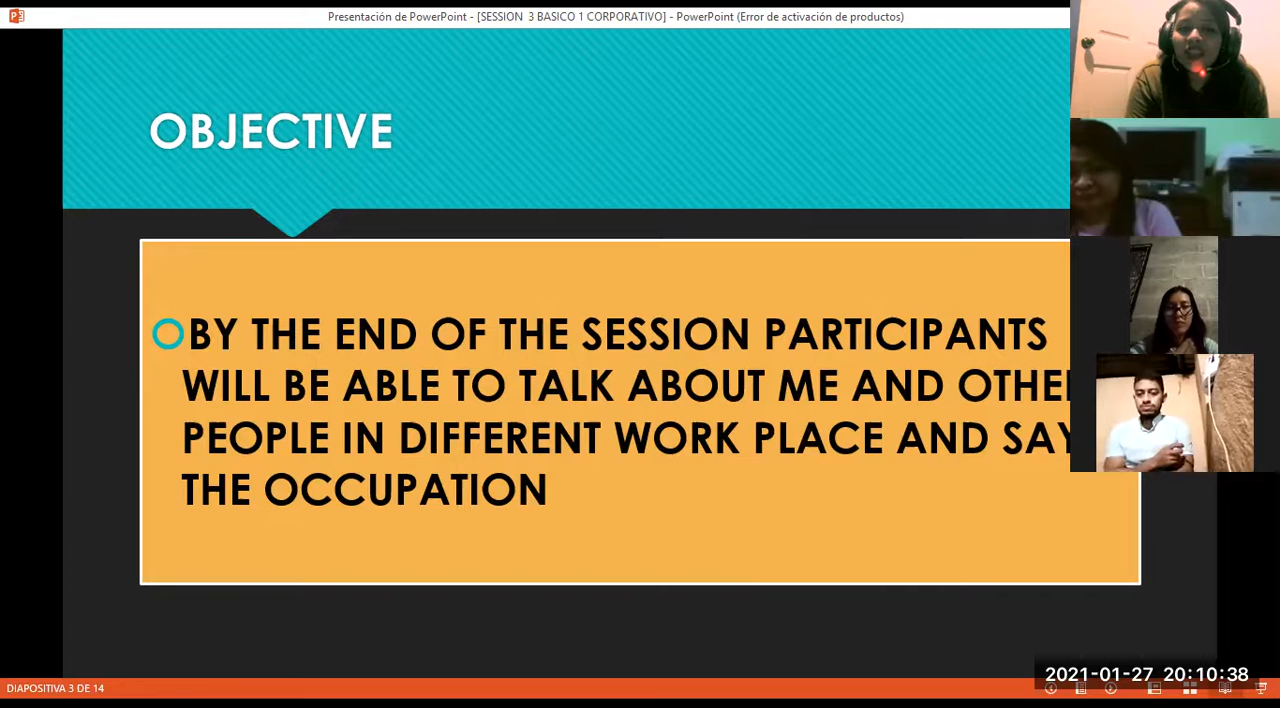 Presentación de PowerPoint - [SESSION 3 BASICO 1 CORPORATIVO] - PowerPoint (Error de activación de productos)
OBJECTIVE
BY THE END OF THE SESSION PARTICIPANTS
WILL BE ABLE TO TALK ABOUT ME AND OTHE
PEOPLE IN DIFFERENT WORK PLACE AND SAY
THE OCCUPATION
2021-01-27 20:10:38
DIAPOSITIVA 3 DE 14